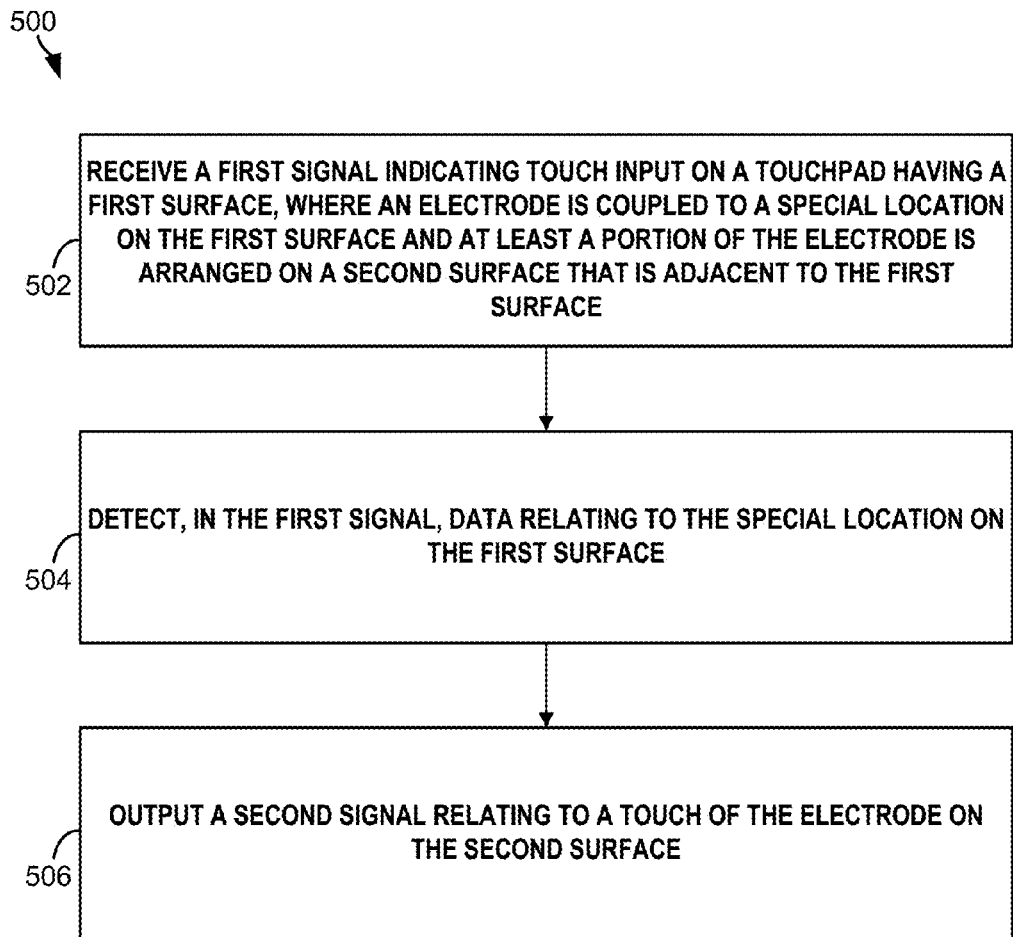 500
RECEIVE A FIRST SIGNAL INDICATING TOUCH INPUT ON A TOUCHPAD HAVING A
FIRST SURFACE, WHERE AN ELECTRODE IS COUPLED TO A SPECIAL LOCATION
ON THE FIRST SURFACE AND AT LEAST A PORTION OF THE ELECTRODE IS
ARRANGED ON A SECOND SURFACE THAT IS ADJACENT TO THE FIRST
SURFACE
502
DETECT, IN THE FIRST SIGNAL, DATA RELATING TO THE SPECIAL LOCATION ON
THE FIRST SURFACE
504
OUTPUT A SECOND SIGNAL RELATING TO A TOUCH OF THE ELECTRODE ON
THE SECOND SURFACE
506